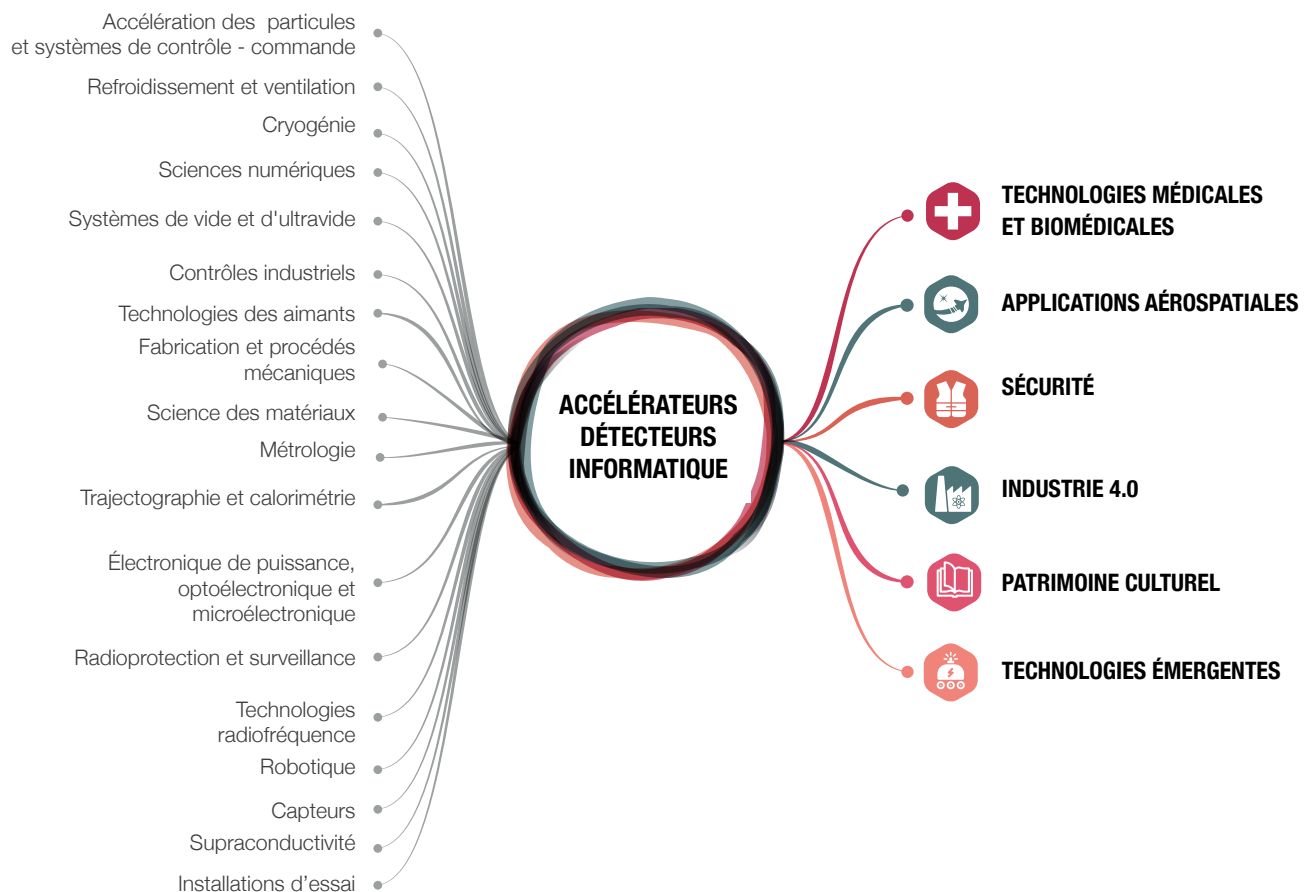 Accélération des particules
et systèmes de contrôle - commande
Refroidissement et ventilation
Cryogénie
Sciences numériques
Systèmes de vide et d'ultravide
Contrôles industriels
Technologies des aimants
Fabrication et procédés
mécaniques
Science des matériaux
Métrologie
Trajectographie et calorimétrie
Électronique de puissance,
optoélectronique et
microélectronique
Radioprotection et surveillance
Technologies
radiofréquence
Robotique
Capteurs
Supraconductivité
Installations d’essai
ACCÉLÉRATEURS
DÉTECTEURS
INFORMATIQUE
TECHNOLOGIES MÉDICALES
ET BIOMÉDICALES
APPLICATIONS AÉROSPATIALES
SÉCURITÉ
INDUSTRIE 4.0
PATRIMOINE CULTUREL
TECHNOLOGIES ÉMERGENTES